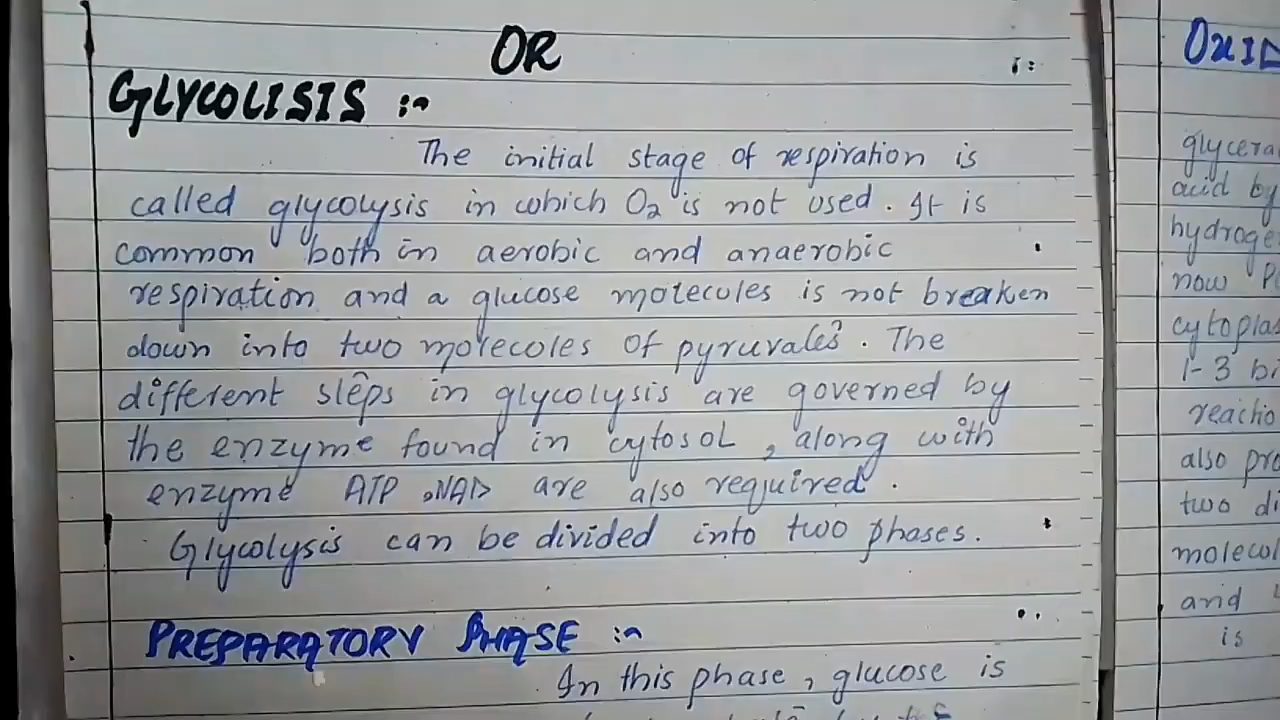 OR
GLYCOLISIS :-
The initial stage of respiration is
called glycolysis in which O2 is not used. It is
common both in aerobic and anaerobic
respiration and a glucose molecules is not breaken
down into two molecoles of pyruvates. The
different steps in glycolysis are governed by
the enzyme found in cytosol, along with
enzyme ATP, NAD are also required.
Glycolysis can be divided into two phases.
PREPARATORY PHASE :-
In this phase, glucose is
OXID
glycera
acid by
hydroge
now P
cytoplas
1-3 bi
reactio
also pro
two di
molecol
and
is